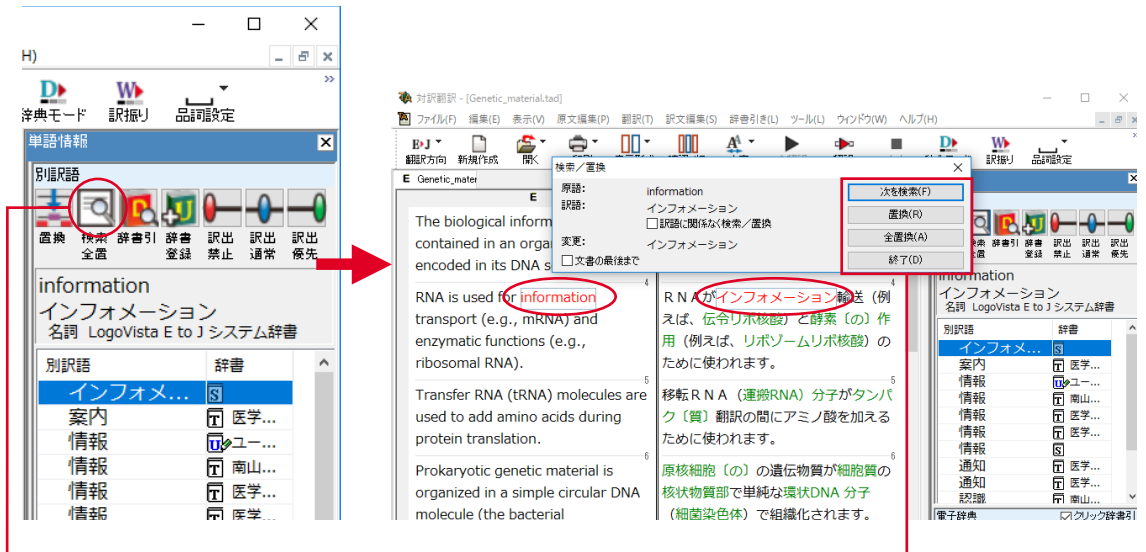 H)
辞典モード 訳振り 品詞設定
単語情報
別訳語
置換 検索 辞書引 辞書 訳出 訳出 訳出
全置 登録 禁止 通常 優先
information
インフォメーション
名詞 LogoVista E to J システム辞書
別訳語 辞書
インフォメ... S
案内 T 医学...
情報 U ユー...
情報 T 南山...
情報 T 医学...
情報 T 医学...
対訳翻訳 - [Genetic_material.tad]
ファイル(F) 編集(E) 表示(V) 原文編集(P) 翻訳(T) 訳文編集(S) 辞書引き(L) ツール(L) ウインドウ(W) ヘルプ(H)
翻訳方向 新規作成 開く 訳振り 品詞設定
E Genetic_mater
E
検索／置換
原語: information
訳語: インフォメーション
訳語に関係なく検索／置換
変更: インフォメーション
文書の最後まで
次を検索(F)
置換(R)
全置換(A)
終了(D)
The biological inform
contained in an orga
encoded in its DNA s
4
RNA is used for information
transport (e.g., mRNA) and
enzymatic functions (e.g.,
ribosomal RNA).
5
Transfer RNA (tRNA) molecules are
used to add amino acids during
protein translation.
6
Prokaryotic genetic material is
organized in a simple circular DNA
molecule (the bacterial
4
ＲＮＡがインフォメーション輸送（例
えば、伝令リボ核酸）と酵素〔の〕作
用（例えば、リボゾームリボ核酸）の
ために使われます。
5
移転ＲＮＡ（運搬RNA）分子がタンパ
ク〔質〕翻訳の間にアミノ酸を加える
ために使われます。
6
原核細胞〔の〕の遺伝物質が細胞質の
核状物質部で単純な環状DNA 分子
（細菌染色体）で組織化されます。
辞書引 辞書 訳出 訳出 訳出
登録 禁止 通常 優先
information
インフォメーション
名詞 LogoVista E to J システム辞書
別訳語 辞書
インフォメ... S
案内 T 医学...
情報 U ユー...
情報 T 南山...
情報 T 医学...
情報 T 医学...
情報 S
通知 T 医学...
通知 T 医学...
認識 T 南山...
電子辞典 クリック辞書引